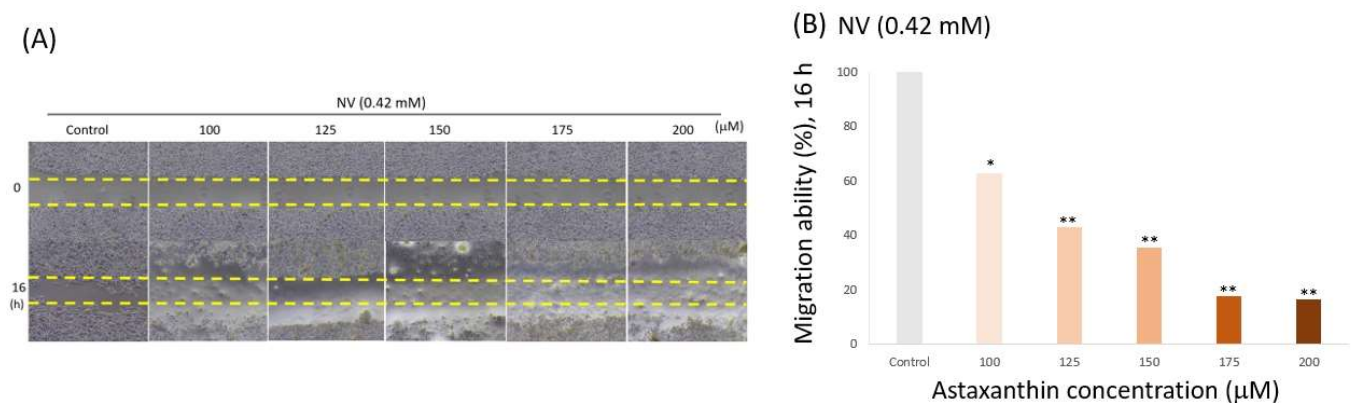 (A)
NV (0.42 mM)
Control 100 125 150 175 200 (μM)
0
16
(h)
(B) NV (0.42 mM)
Migration ability (%), 16 h
100
80
60
40
20
0
*
**
**
**
**
Control 100 125 150 175 200
Astaxanthin concentration (μM)